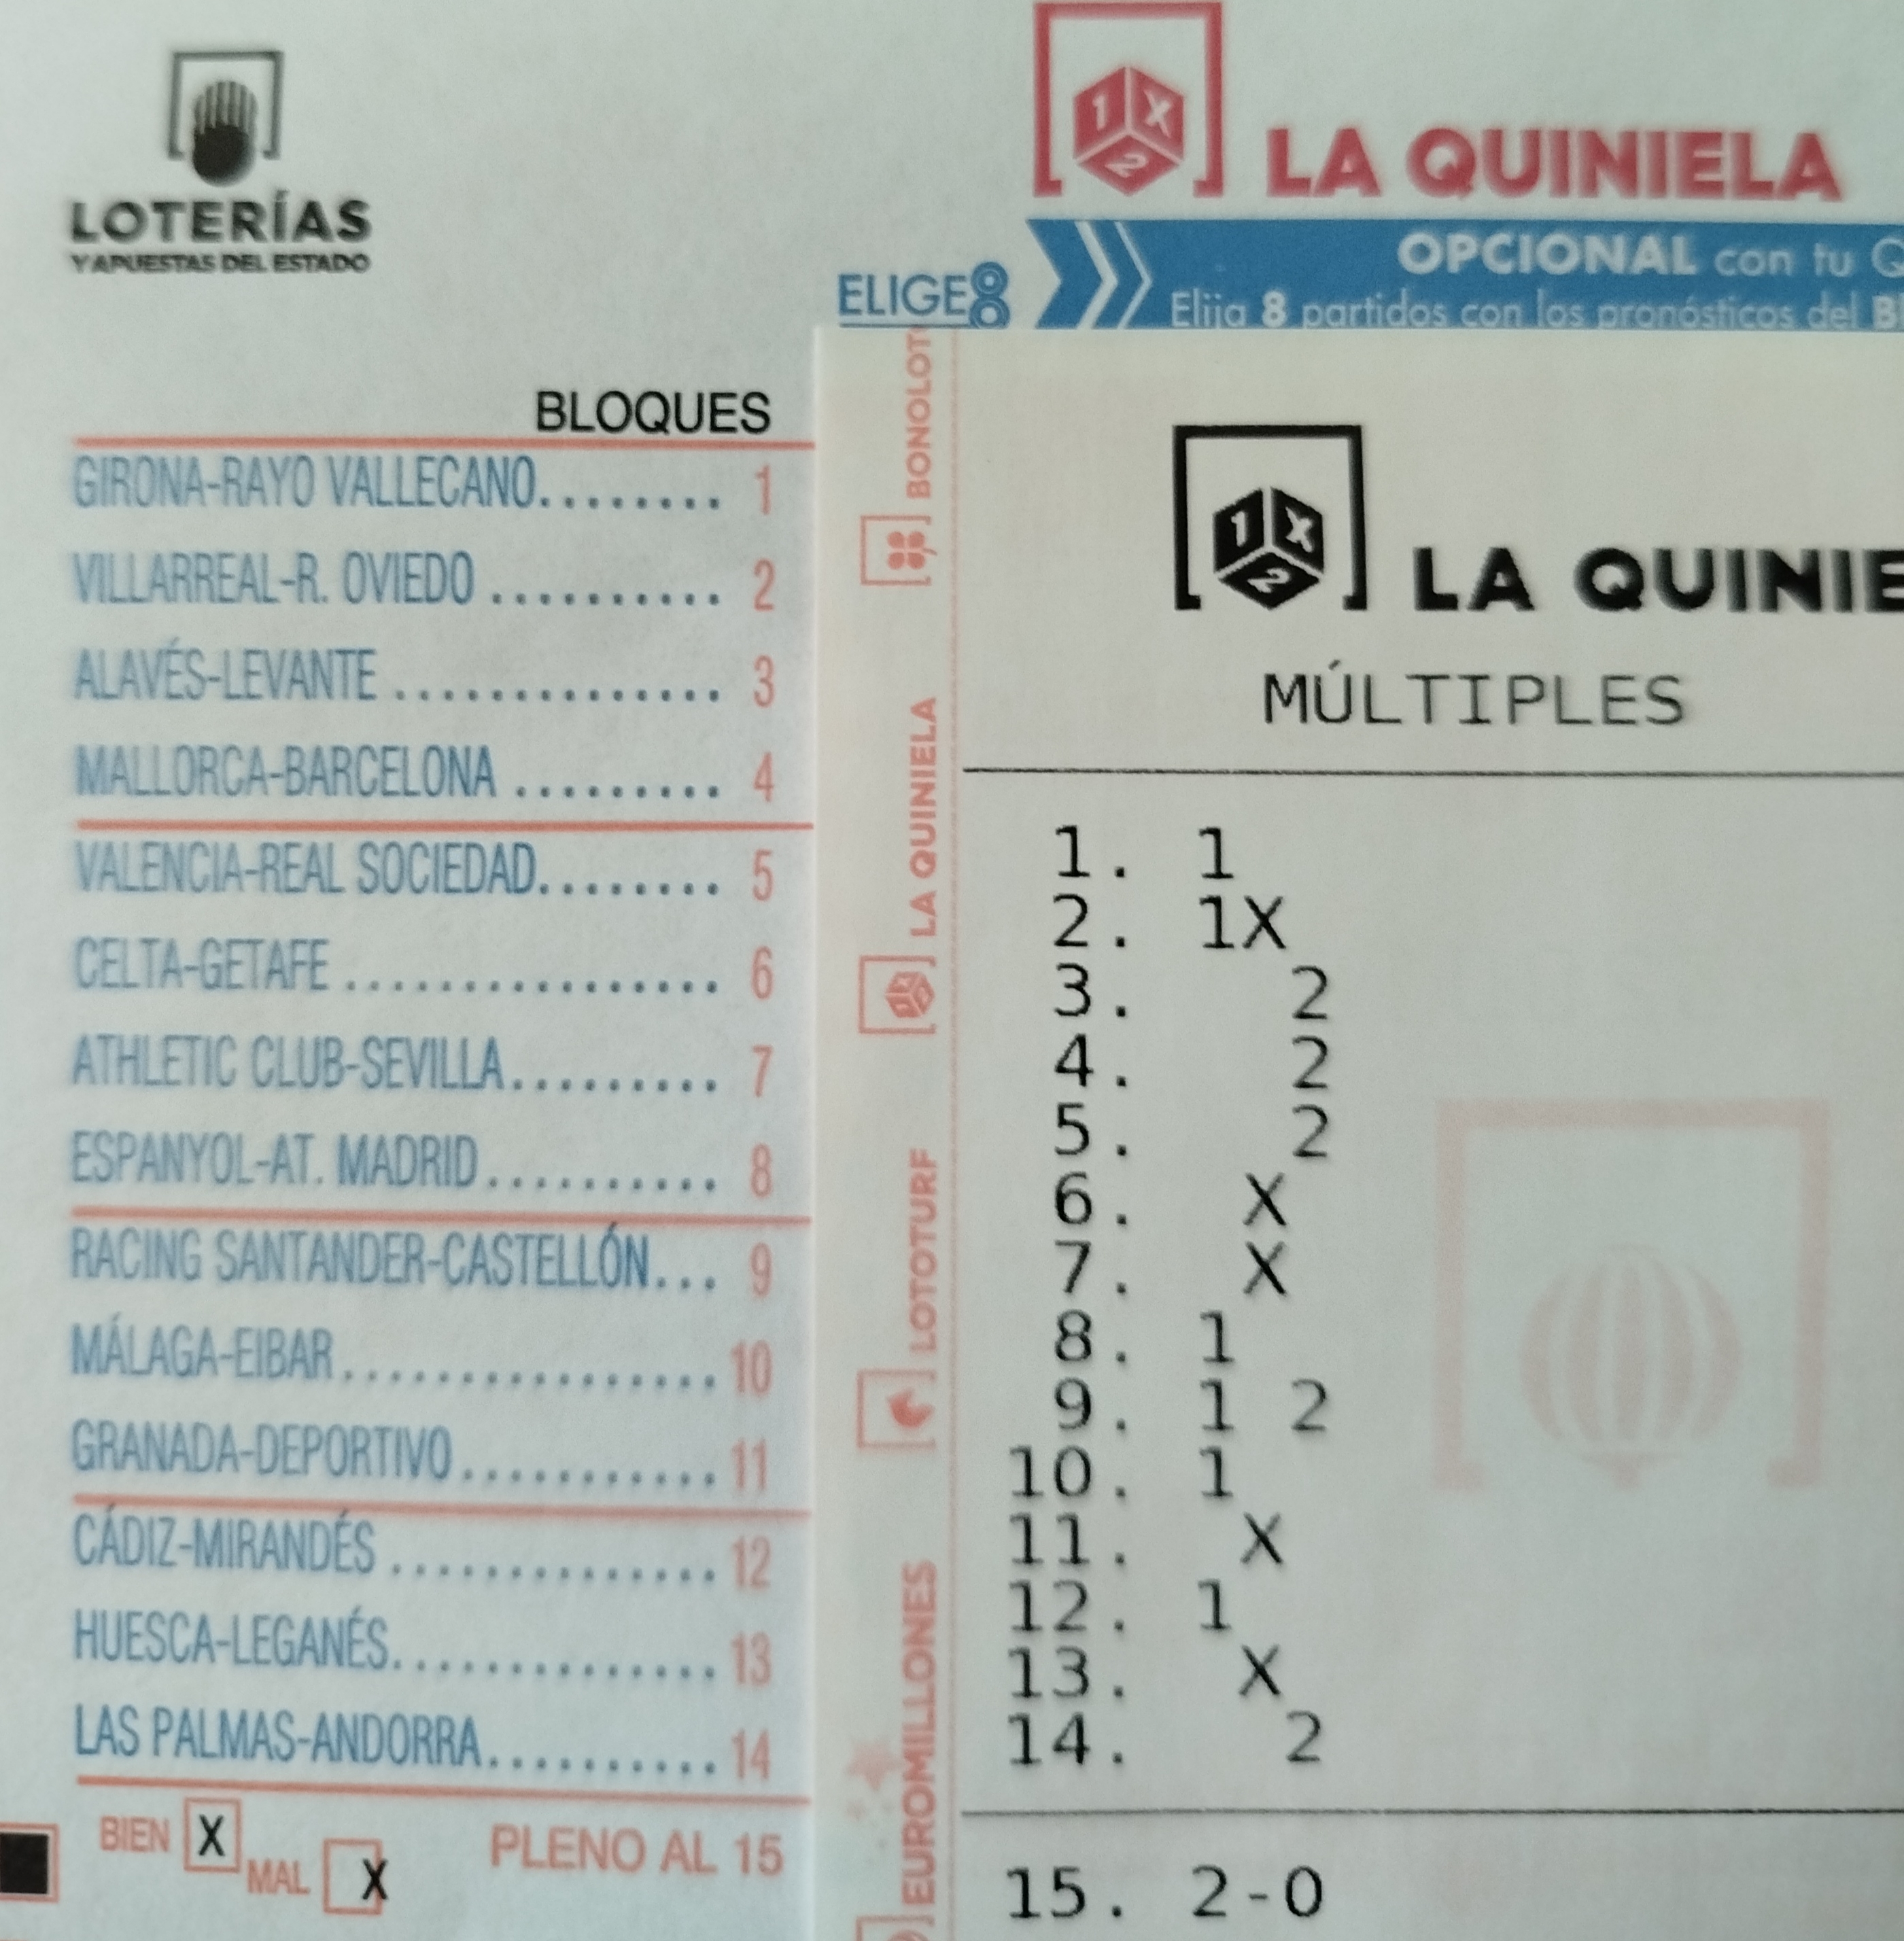 LOTERÍAS
Y APUESTAS DEL ESTADO
1 X 2
LA QUINIELA
ELIGE8
OPCIONAL con tu Q
Elija 8 partidos con los pronósticos del B
BLOQUES
GIRONA-RAYO VALLECANO........ 1
VILLARREAL-R. OVIEDO .......... 2
ALAVÉS-LEVANTE .............. 3
MALLORCA-BARCELONA ......... 4
VALENCIA-REAL SOCIEDAD........ 5
CELTA-GETAFE ................ 6
ATHLETIC CLUB-SEVILLA......... 7
ESPANYOL-AT. MADRID.......... 8
RACING SANTANDER-CASTELLÓN... 9
MÁLAGA-EIBAR ................ 10
GRANADA-DEPORTIVO........... 11
CÁDIZ-MIRANDÉS .............. 12
HUESCA-LEGANÉS.............. 13
LAS PALMAS-ANDORRA.......... 14
BIEN X
MAL X
PLENO AL 15
BONOLOT
LA QUINIELA
LOTOTURF
EUROMILLONES
1 X 2
LA QUINIE
MÚLTIPLES
1. 1
2. 1X
3. 2
4. 2
5. 2
6. X
7. X
8. 1
9. 1 2
10. 1
11. X
12. 1
13. X
14. 2
15. 2-0